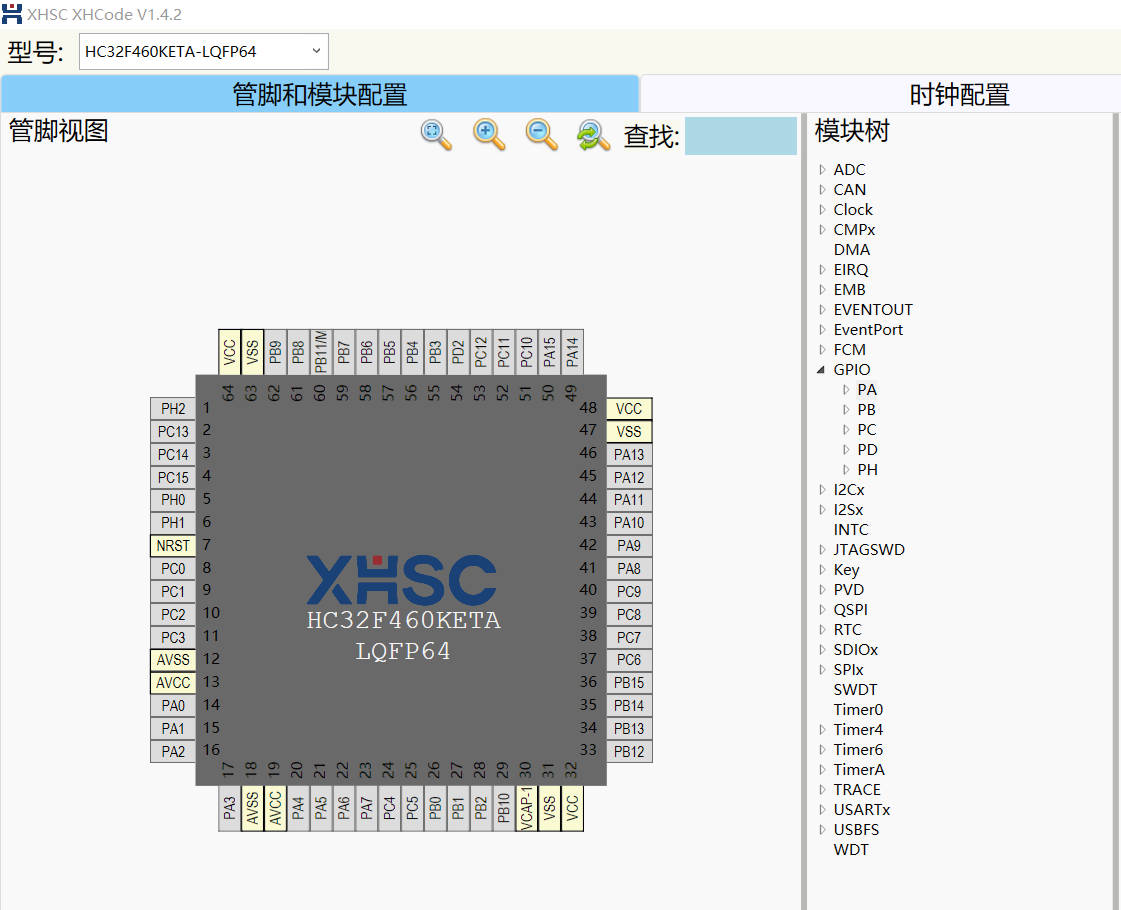 XHSC XHCode V1.4.2
型号: HC32F460KETA-LQFP64
管脚和模块配置 时钟配置
管脚视图 查找: 模块树
ADC
CAN
Clock
CMPx
DMA
EIRQ
EMB
EVENTOUT
EventPort
FCM
GPIO
PA
PB
PC
PD
PH
I2Cx
I2Sx
INTC
JTAGSWD
Key
PVD
QSPI
RTC
SDIOx
SPIx
SWDT
Timer0
Timer4
Timer6
TimerA
TRACE
USARTx
USBFS
WDT
VCC VSS PB9 PB8 PB11/M PB7 PB6 PB5 PB4 PB3 PD2 PC12 PC11 PC10 PA15 PA14
64 63 62 61 60 59 58 57 56 55 54 53 52 51 50 49
PH2 1 48 VCC
PC13 2 47 VSS
PC14 3 46 PA13
PC15 4 45 PA12
PH0 5 44 PA11
PH1 6 43 PA10
NRST 7 42 PA9
PC0 8 41 PA8
PC1 9 40 PC9
PC2 10 39 PC8
PC3 11 38 PC7
AVSS 12 37 PC6
AVCC 13 36 PB15
PA0 14 35 PB14
PA1 15 34 PB13
PA2 16 33 PB12
XHSC
HC32F460KETA
LQFP64
17 18 19 20 21 22 23 24 25 26 27 28 29 30 31 32
PA3 AVSS AVCC PA4 PA5 PA6 PA7 PC4 PC5 PB0 PB1 PB2 PB10 VCAP-1 VSS VCC